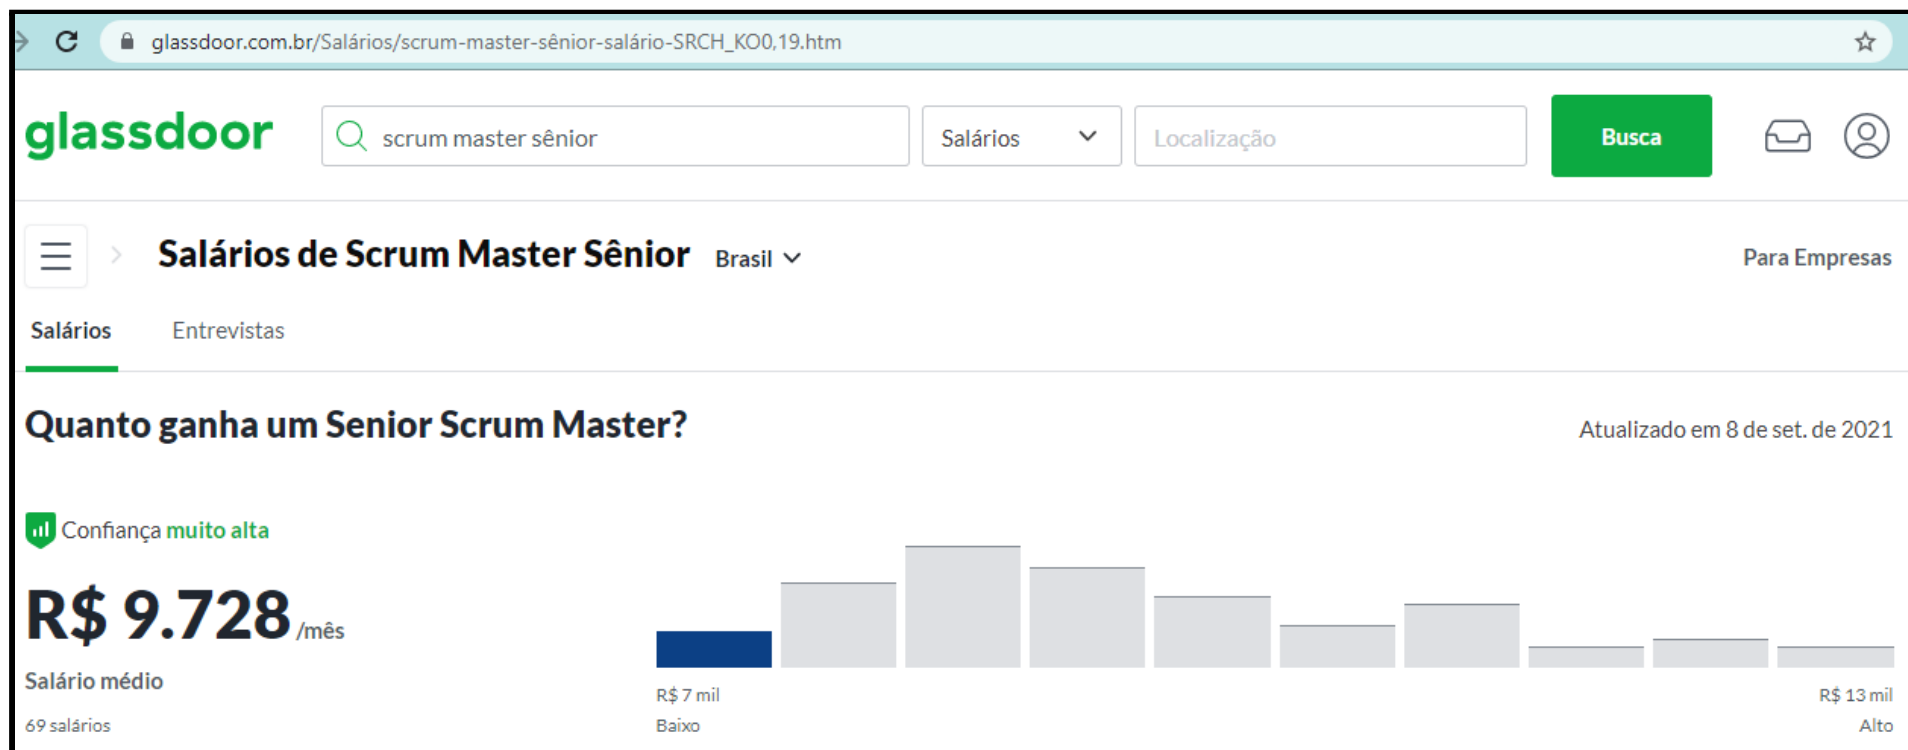 glassdoor.com.br/Salários/scrum-master-sênior-salário-SRCH_KO0,19.htm
glassdoor
scrum master sênior
Salários
Localização
Busca
Salários de Scrum Master Sênior Brasil
Para Empresas
Salários Entrevistas
Quanto ganha um Senior Scrum Master?
Atualizado em 8 de set. de 2021
Confiança muito alta
R$ 9.728 /mês
Salário médio
69 salários
R$ 7 mil
Baixo
R$ 13 mil
Alto